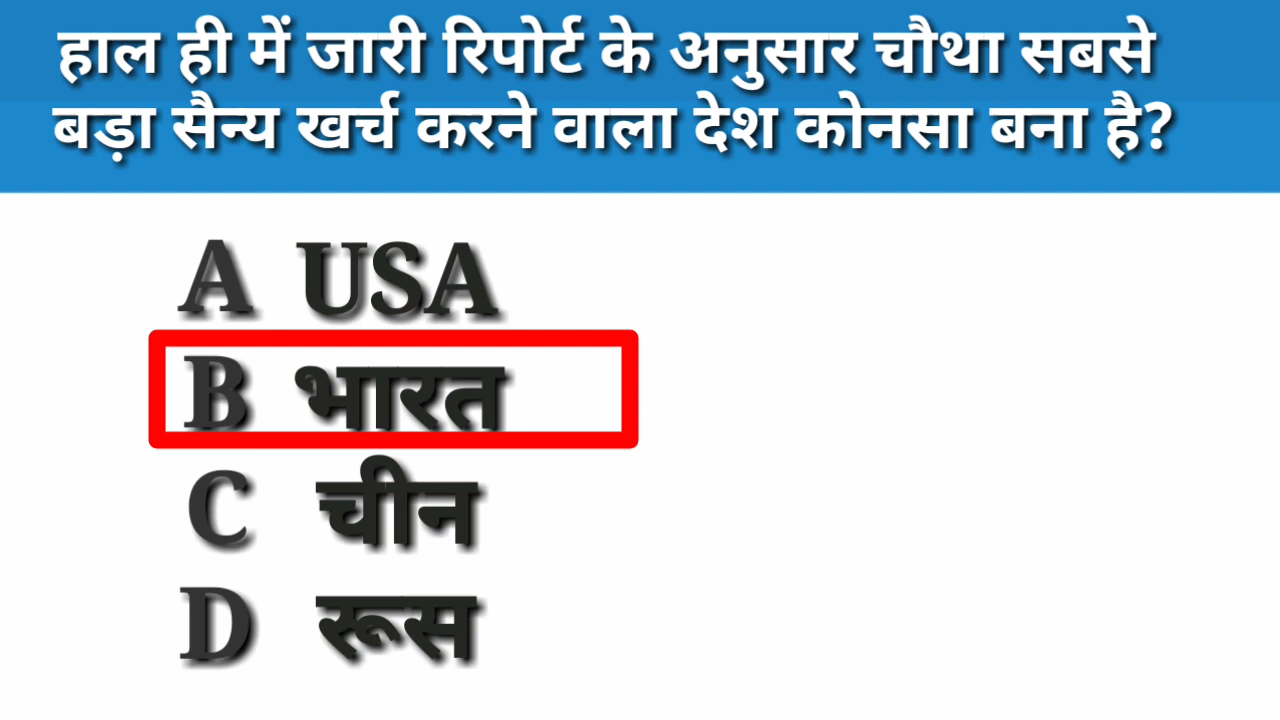 हाल ही में जारी रिपोर्ट के अनुसार चौथा सबसे
बड़ा सैन्य खर्च करने वाला देश कोनसा बना है?
A USA
B भारत
C चीन
D रूस